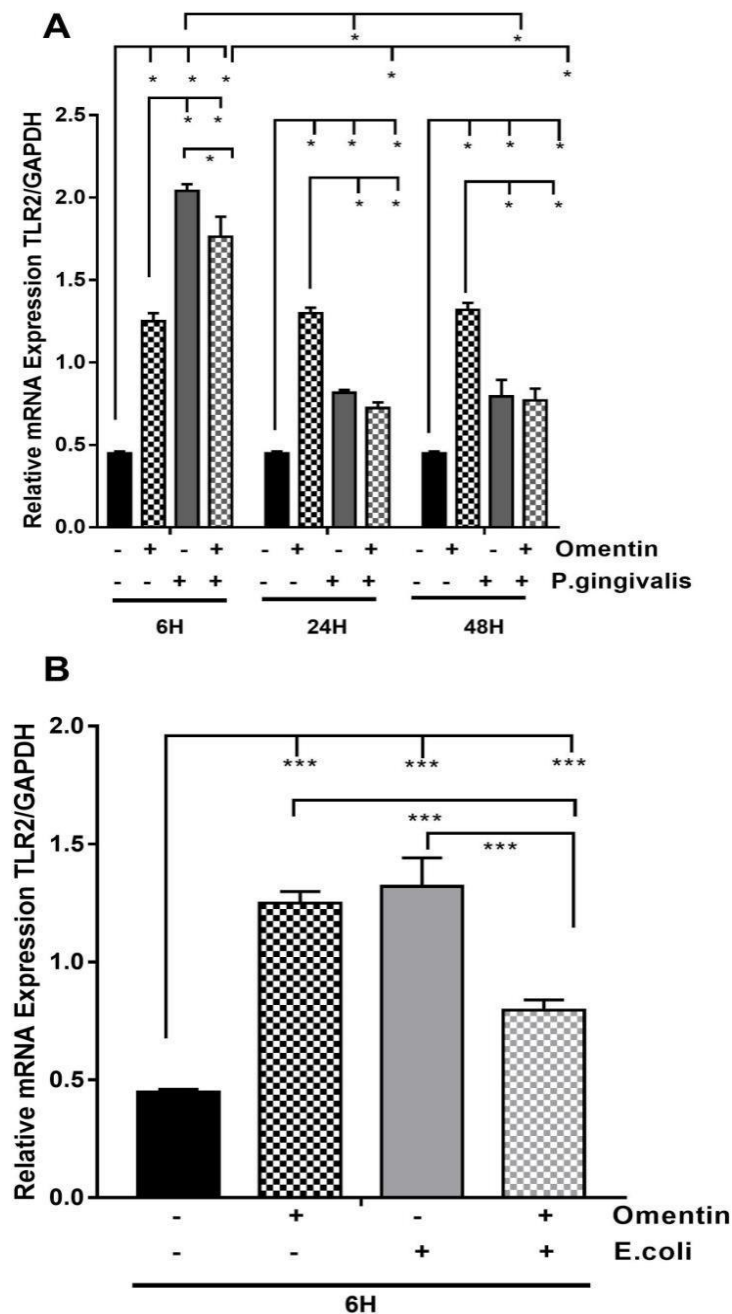 A
* *
* * * * *
* *
*
* * * * * *
* * * *
Relative mRNA Expression TLR2/GAPDH
2.5
2.0
1.5
1.0
0.5
0.0
- + - + - + - + - + - + Omentin
- - + + - - + + - - + + P.gingivalis
6H 24H 48H
B
Relative mRNA Expression TLR2/GAPDH
2.0
1.5
1.0
0.5
0.0
*** *** ***
***
***
- + - + Omentin
- - + + E.coli
6H